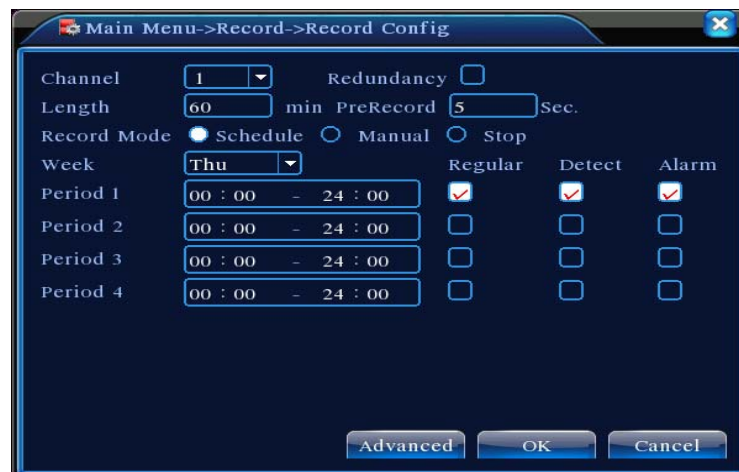 Main Menu->Record->Record Config
Channel 1 Redundancy
Length 60 min PreRecord 5 Sec.
Record Mode Schedule Manual Stop
Week Thu Regular Detect Alarm
Period 1 00 : 00 - 24 : 00
Period 2 00 : 00 - 24 : 00
Period 3 00 : 00 - 24 : 00
Period 4 00 : 00 - 24 : 00
Advanced OK Cancel